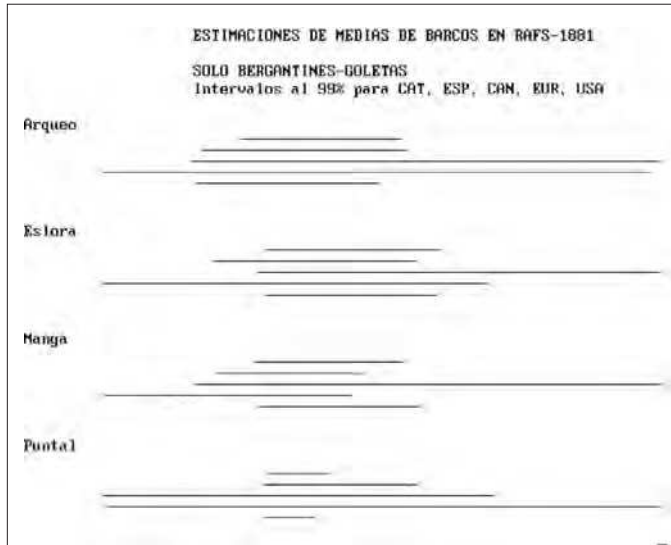 ESTIMACIONES DE MEDIAS DE BARCOS EN RAFS-1881
SOLO BERGANTINES-GOLETAS
Intervalos al 99% para CAT, ESP, CAN, EUR, USA
Arqueo
Eslora
Manga
Puntal